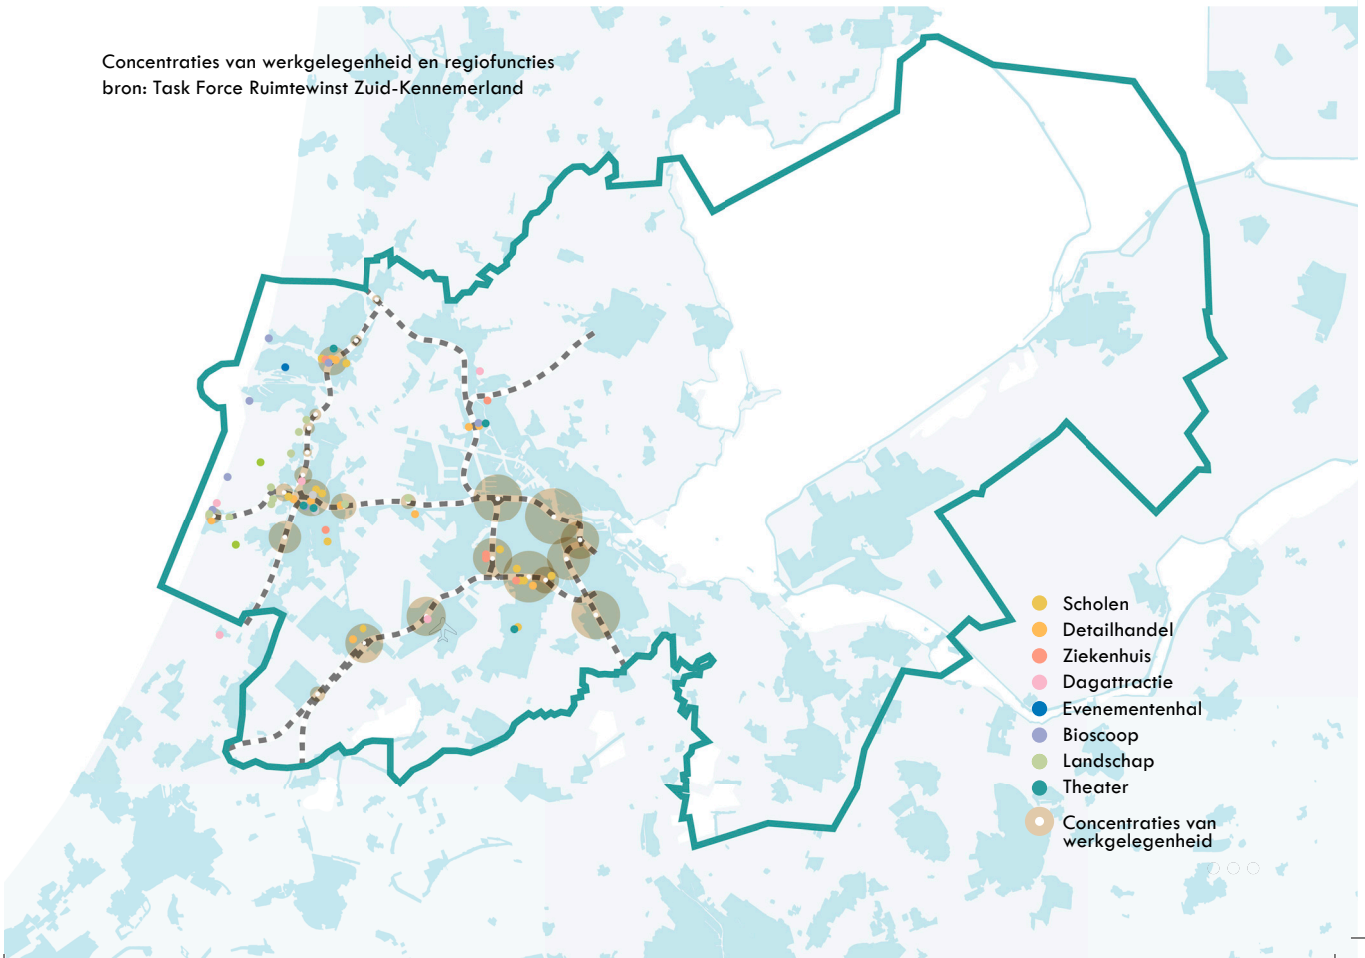 Concentraties van werkgelegenheid en regiofuncties
bron: Task Force Ruimtewinst Zuid-Kennemerland
Scholen
Detailhandel
Ziekenhuis
Dagattractie
Evenementenhal
Bioscoop
Landschap
Theater
Concentraties van
werkgelegenheid